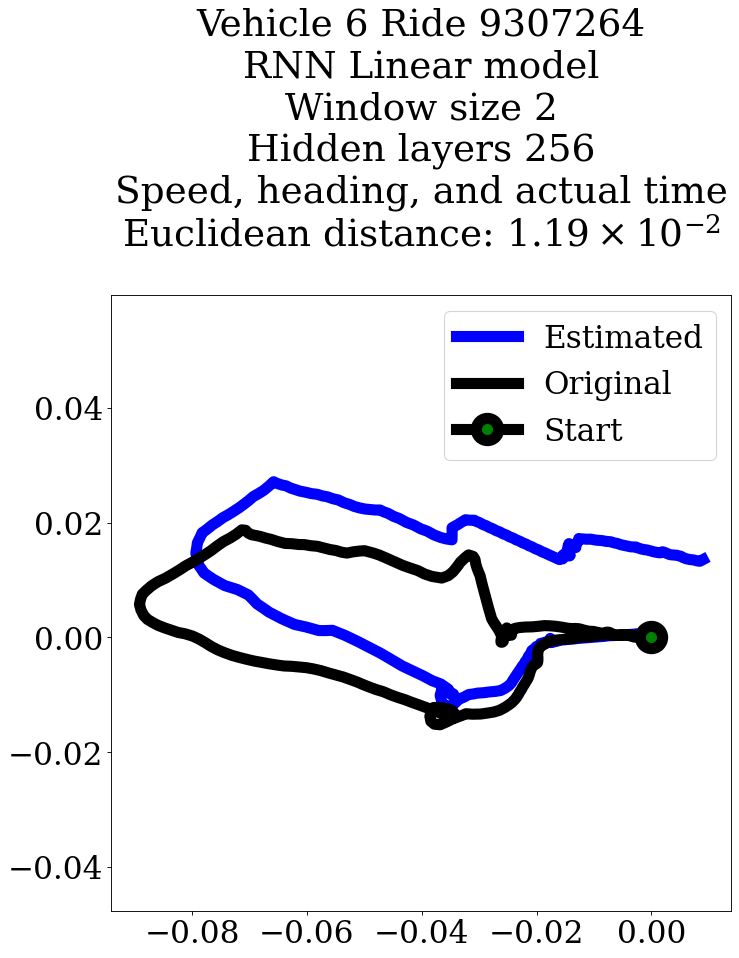 Vehicle 6 Ride 9307264
RNN Linear model
Window size 2
Hidden layers 256
Speed, heading, and actual time
Euclidean distance: 1.19 × 10⁻²
Estimated
Original
Start
0.04
0.02
0.00
−0.02
−0.04
−0.08 −0.06 −0.04 −0.02 0.00